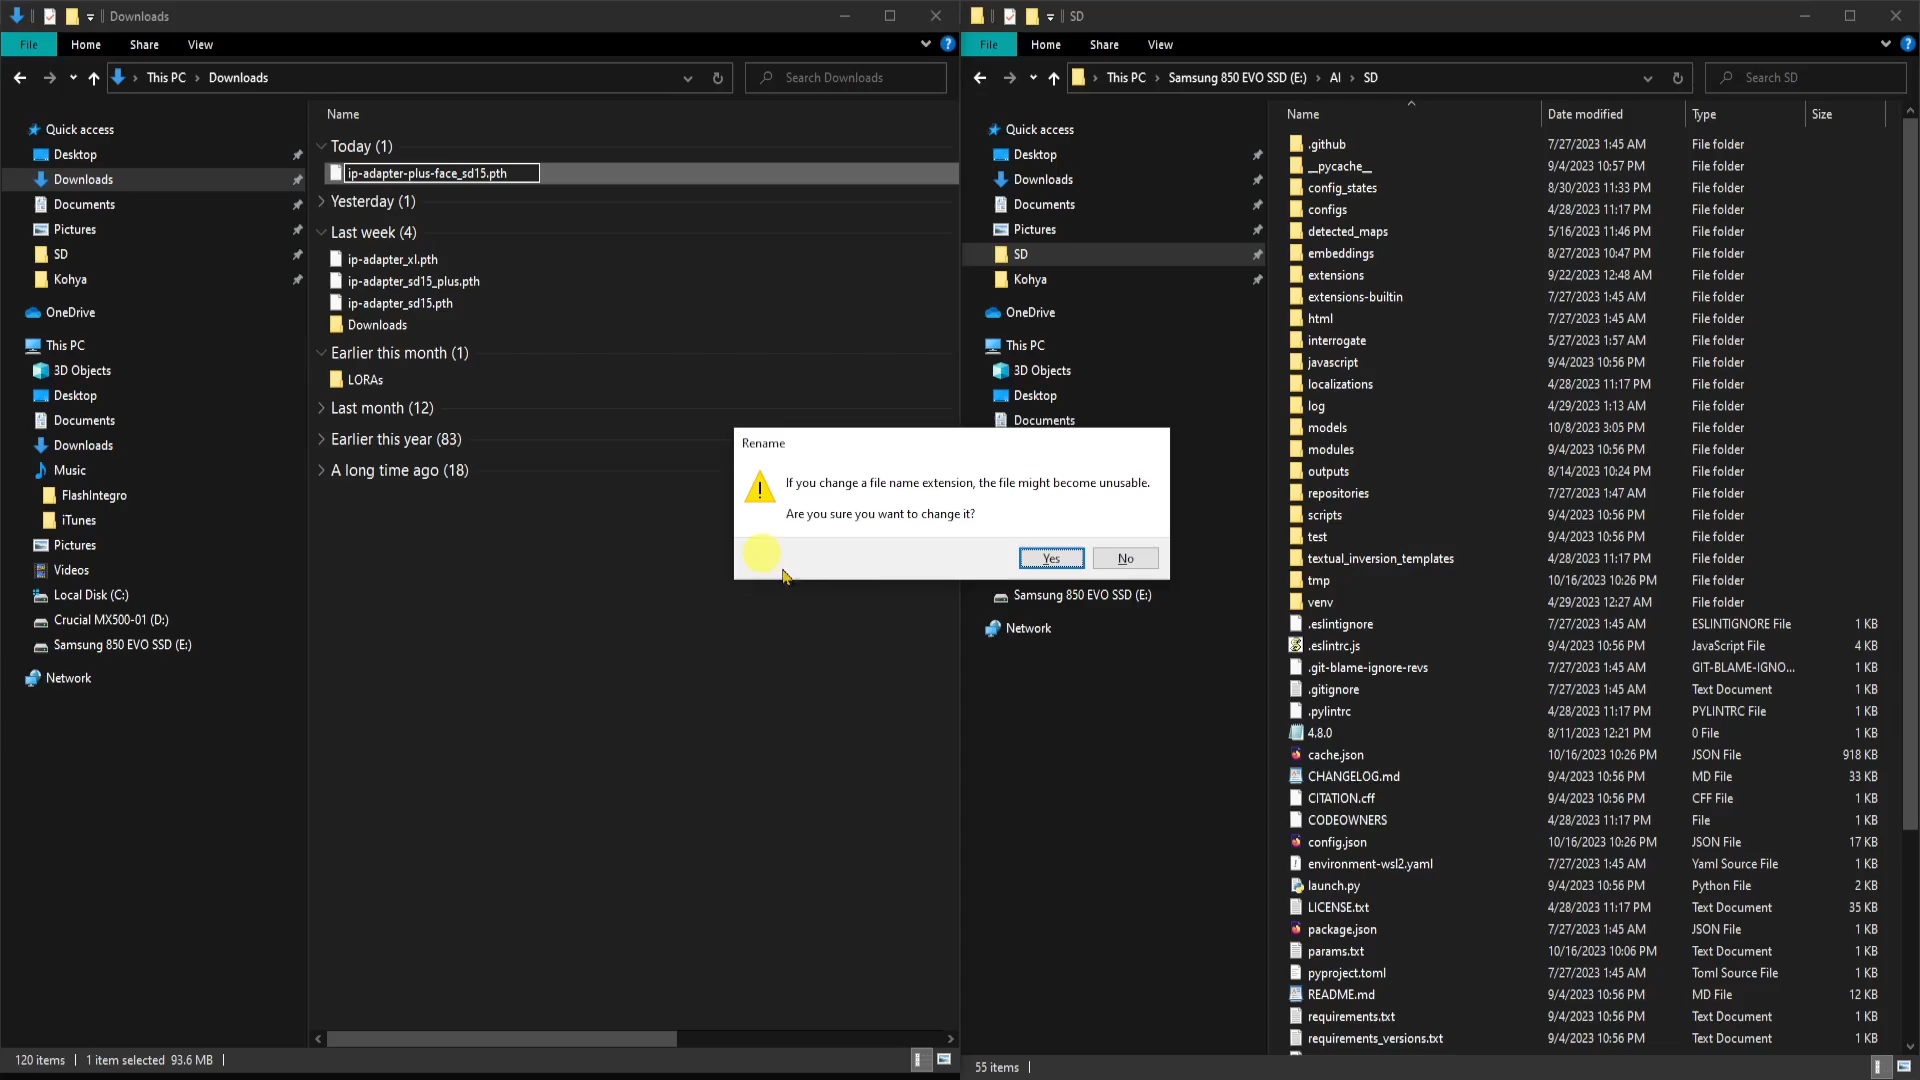 Downloads
File
Home
Share
View
This PC
Downloads
Search Downloads
Quick access
Desktop
Downloads
Documents
Pictures
SD
Kohya
OneDrive
This PC
3D Objects
Desktop
Documents
Downloads
Music
FlashIntegro
iTunes
Pictures
Videos
Local Disk (C:)
Crucial MX500-01 (D:)
Samsung 850 EVO SSD (E:)
Network
Name
Today (1)
ip-adapter-plus-face_sd15.pth
Yesterday (1)
Last week (4)
ip-adapter_xl.pth
ip-adapter_sd15_plus.pth
ip-adapter_sd15.pth
Downloads
Earlier this month (1)
LORAs
Last month (12)
Earlier this year (83)
A long time ago (18)
120 items
1 item selected 93.6 MB
Rename
If you change a file name extension, the file might become unusable.
Are you sure you want to change it?
Yes
No
SD
File
Home
Share
View
This PC
Samsung 850 EVO SSD (E:)
AI
SD
Search SD
Quick access
Desktop
Downloads
Documents
Pictures
SD
Kohya
OneDrive
This PC
3D Objects
Desktop
Documents
Samsung 850 EVO SSD (E:)
Network
Name Date modified Type Size
.github 7/27/2023 1:45 AM File folder
__pycache__ 9/4/2023 10:57 PM File folder
config_states 8/30/2023 11:33 PM File folder
configs 4/28/2023 11:17 PM File folder
detected_maps 5/16/2023 11:46 PM File folder
embeddings 8/27/2023 10:47 PM File folder
extensions 9/22/2023 12:48 AM File folder
extensions-builtin 7/27/2023 1:45 AM File folder
html 7/27/2023 1:45 AM File folder
interrogate 5/27/2023 1:57 AM File folder
javascript 9/4/2023 10:56 PM File folder
localizations 4/28/2023 11:17 PM File folder
log 4/29/2023 1:13 AM File folder
models 10/8/2023 3:05 PM File folder
modules 9/4/2023 10:56 PM File folder
outputs 8/14/2023 10:24 PM File folder
repositories 7/27/2023 1:47 AM File folder
scripts 9/4/2023 10:56 PM File folder
test 9/4/2023 10:56 PM File folder
textual_inversion_templates 4/28/2023 11:17 PM File folder
tmp 10/16/2023 10:26 PM File folder
venv 4/29/2023 12:27 AM File folder
.eslintignore 7/27/2023 1:45 AM ESLINTIGNORE File 1 KB
.eslintrc.js 9/4/2023 10:56 PM JavaScript File 4 KB
.git-blame-ignore-revs 7/27/2023 1:45 AM GIT-BLAME-IGNO... 1 KB
.gitignore 7/27/2023 1:45 AM Text Document 1 KB
.pylintrc 4/28/2023 11:17 PM PYLINTRC File 1 KB
4.8.0 8/11/2023 12:21 PM 0 File 1 KB
cache.json 10/16/2023 10:26 PM JSON File 918 KB
CHANGELOG.md 9/4/2023 10:56 PM MD File 33 KB
CITATION.cff 9/4/2023 10:56 PM CFF File 1 KB
CODEOWNERS 4/28/2023 11:17 PM File 1 KB
config.json 10/16/2023 10:26 PM JSON File 17 KB
environment-wsl2.yaml 7/27/2023 1:45 AM Yaml Source File 1 KB
launch.py 9/4/2023 10:56 PM Python File 2 KB
LICENSE.txt 4/28/2023 11:17 PM Text Document 35 KB
package.json 7/27/2023 1:45 AM JSON File 1 KB
params.txt 10/16/2023 10:06 PM Text Document 1 KB
pyproject.toml 7/27/2023 1:45 AM Toml Source File 1 KB
README.md 9/4/2023 10:56 PM MD File 12 KB
requirements.txt 9/4/2023 10:56 PM Text Document 1 KB
requirements_versions.txt 9/4/2023 10:56 PM Text Document 1 KB
55 items